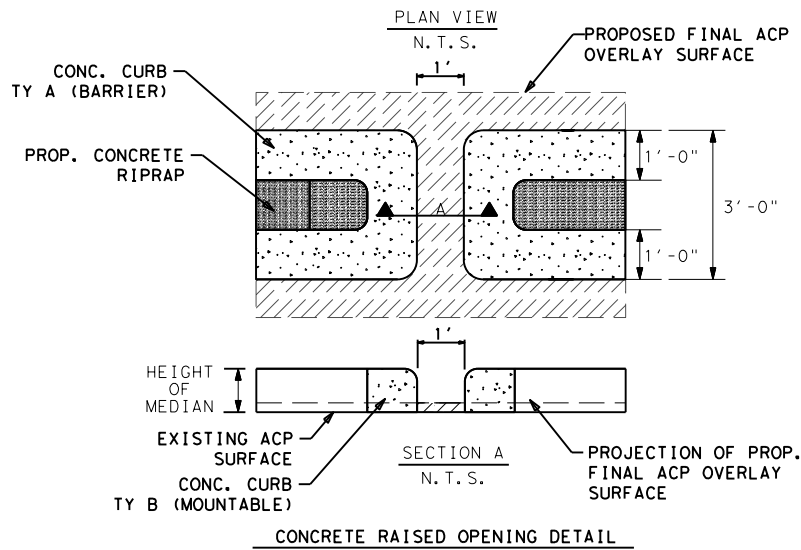 PLAN VIEW
N.T.S.
PROPOSED FINAL ACP
OVERLAY SURFACE
1'
CONC. CURB
TY A (BARRIER)
PROP. CONCRETE
RIPRAP
A
1'-0"
3'-0"
1'-0"
1'
HEIGHT
OF
MEDIAN
EXISTING ACP
SURFACE
CONC. CURB
TY B (MOUNTABLE)
SECTION A
N.T.S.
PROJECTION OF PROP.
FINAL ACP OVERLAY
SURFACE
CONCRETE RAISED OPENING DETAIL